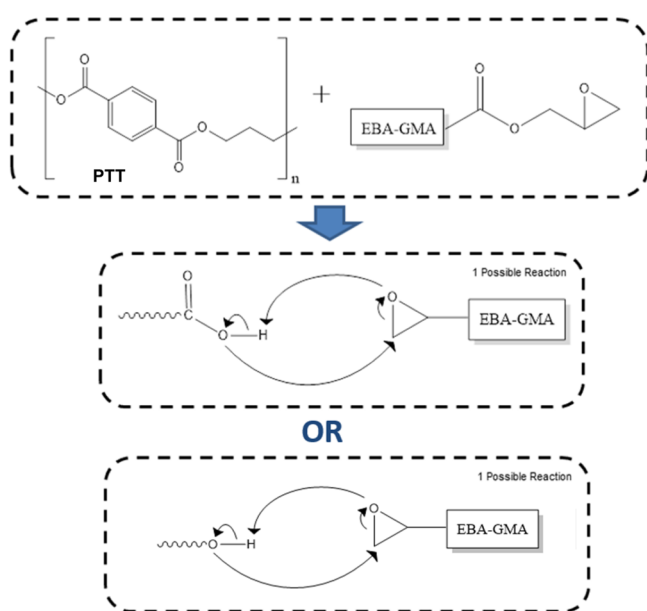 O
O
O
O
PTT
n
+
EBA-GMA
O
O
O
1 Possible Reaction
O
C
O
H
O
EBA-GMA
OR
1 Possible Reaction
O
H
O
EBA-GMA